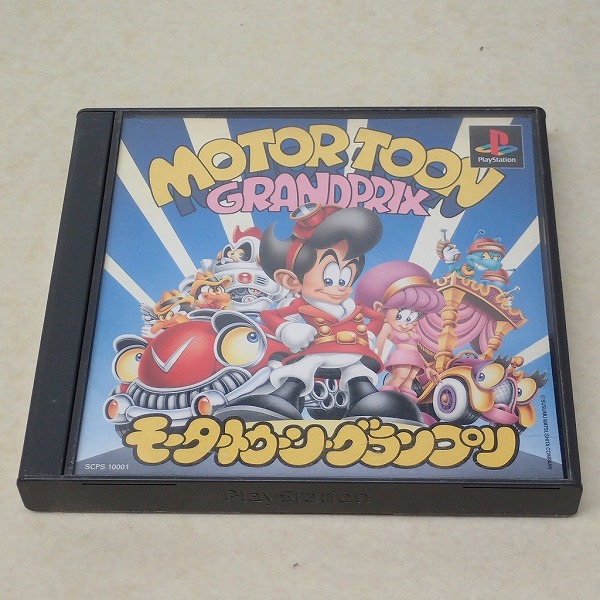 MOTOR TOON
GRANDPRIX
PlayStation
モータ・トゥーン・グランプリ
SCPS 10001
PlayStation